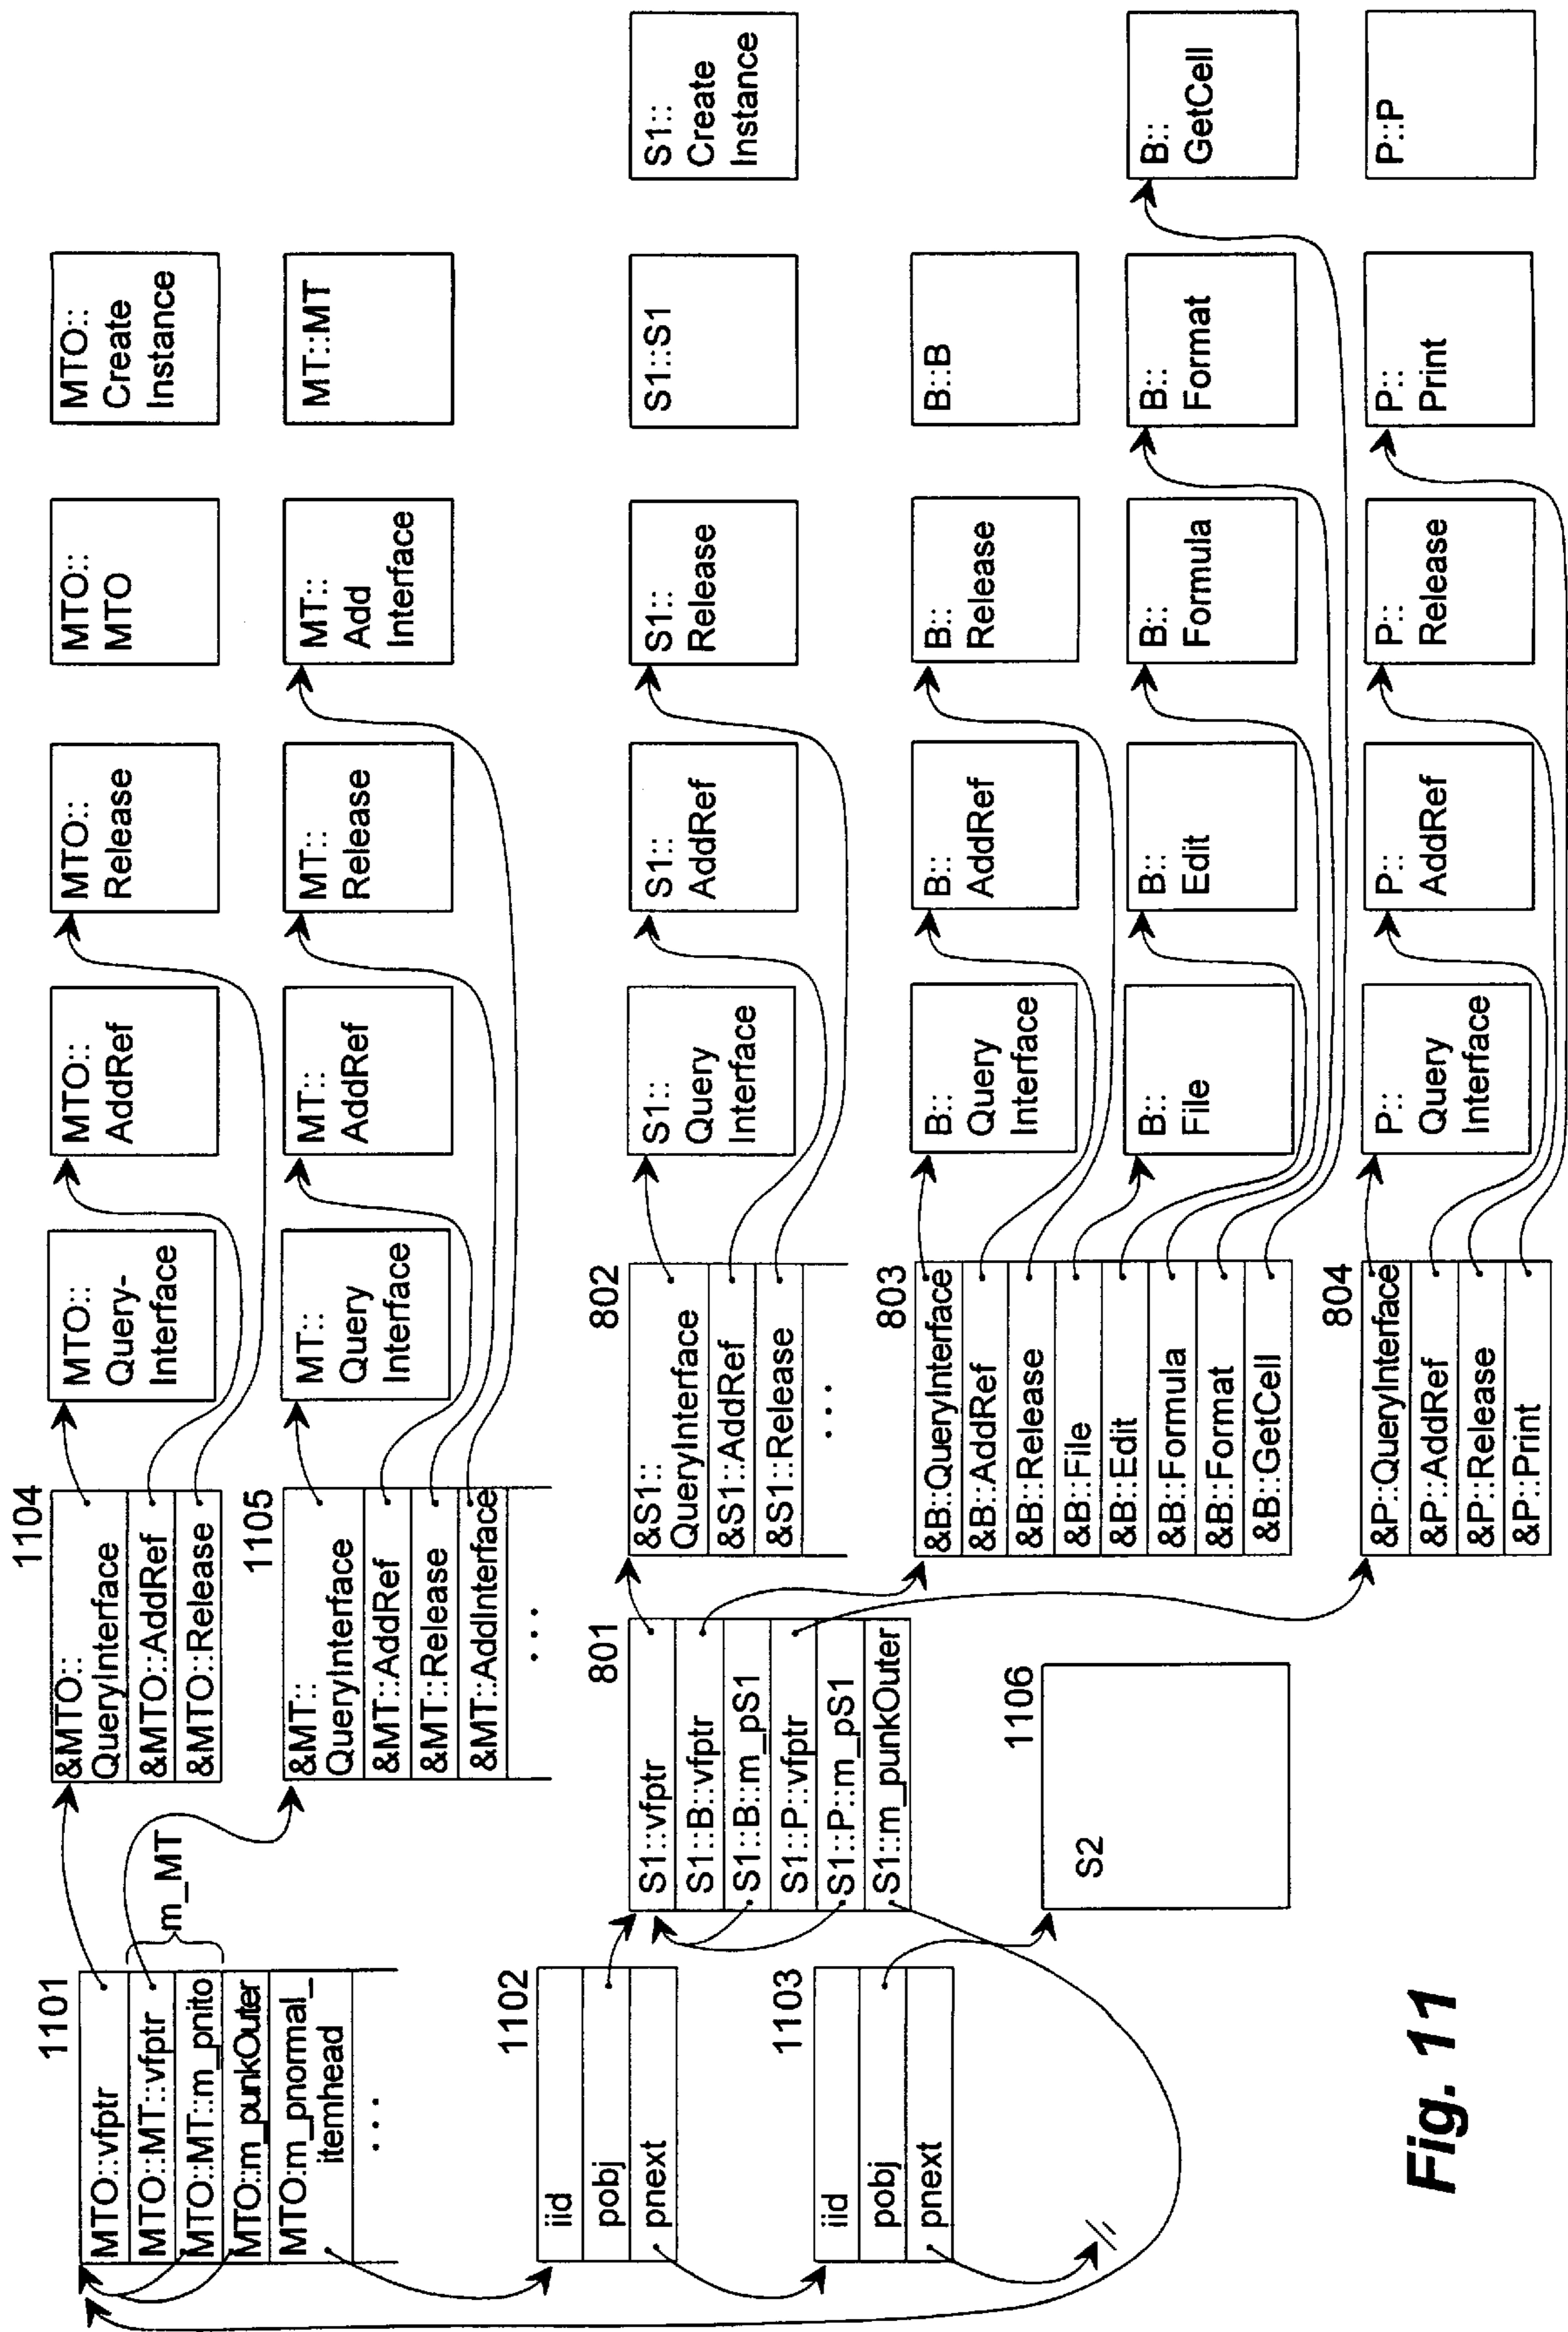 1101
MTO::vfptr
MTO::MT::vfptr
MTO::MT::m_pnito
m_MT
MTO::m_punkOuter
MTO:m_pnormal_
itemhead
. . .
1104
&MTO::
QueryInterface
&MTO::AddRef
&MTO::Release
MTO::
Query-
Interface
MTO::
AddRef
MTO::
Release
MTO::
MTO
MTO::
Create
Instance
1105
&MT::
QueryInterface
&MT::AddRef
&MT::Release
&MT::AddInterface
. . .
MT::
Query
Interface
MT::
AddRef
MT::
Release
MT::
Add
Interface
MT::MT
1102
iid
pobj
pnext
1103
iid
pobj
pnext
801
S1::vfptr
S1::B::vfptr
S1::B::m_pS1
S1::P::vfptr
S1::P::m_pS1
S1::m_punkOuter
1106
S2
802
&S1::
QueryInterface
&S1::AddRef
&S1::Release
. . .
S1::
Query
Interface
S1::
AddRef
S1::
Release
S1::S1
S1::
Create
Instance
803
&B::QueryInterface
&B::AddRef
&B::Release
&B::File
&B::Edit
&B::Formula
&B::Format
&B::GetCell
B::
Query
Interface
B::
AddRef
B::
Release
B::B
B::
File
B::
Edit
B::
Formula
B::
Format
B::
GetCell
804
&P::QueryInterface
&P::AddRef
&P::Release
&P::Print
P::
Query
Interface
P::
AddRef
P::
Release
P::
Print
P::P
Fig. 11